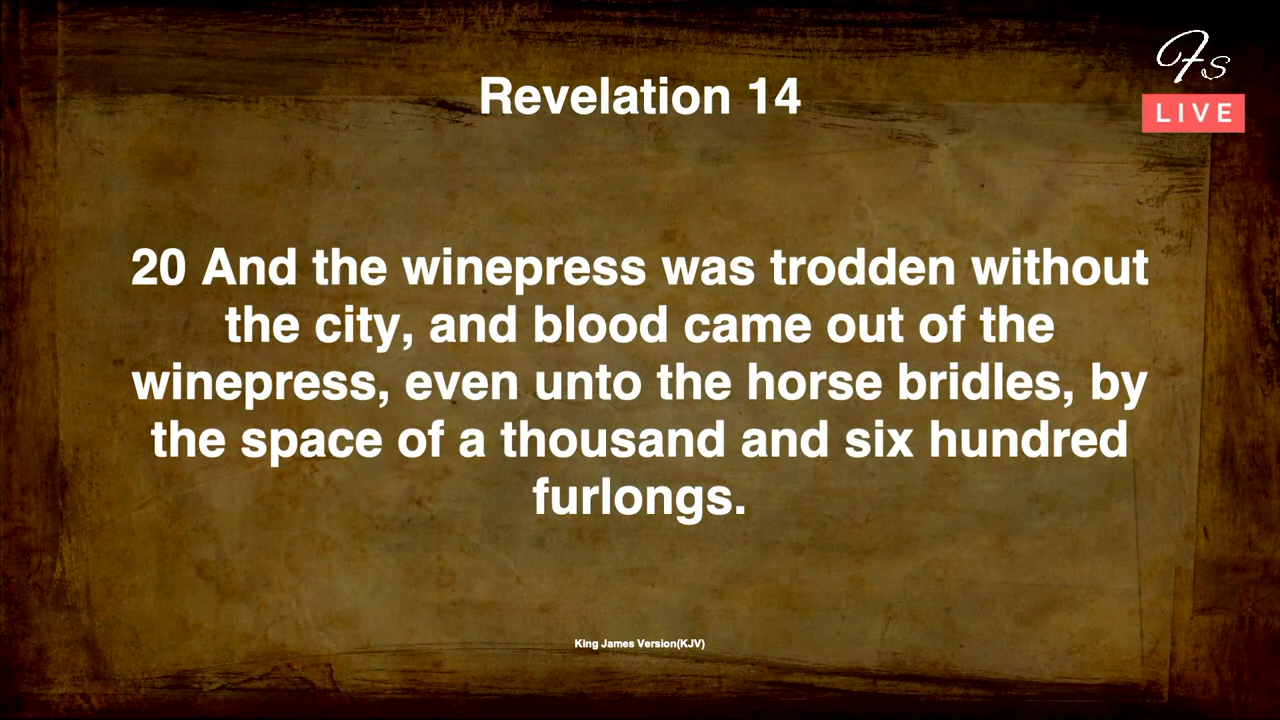 Fs
LIVE
Revelation 14
20 And the winepress was trodden without
the city, and blood came out of the
winepress, even unto the horse bridles, by
the space of a thousand and six hundred
furlongs.
King James Version(KJV)